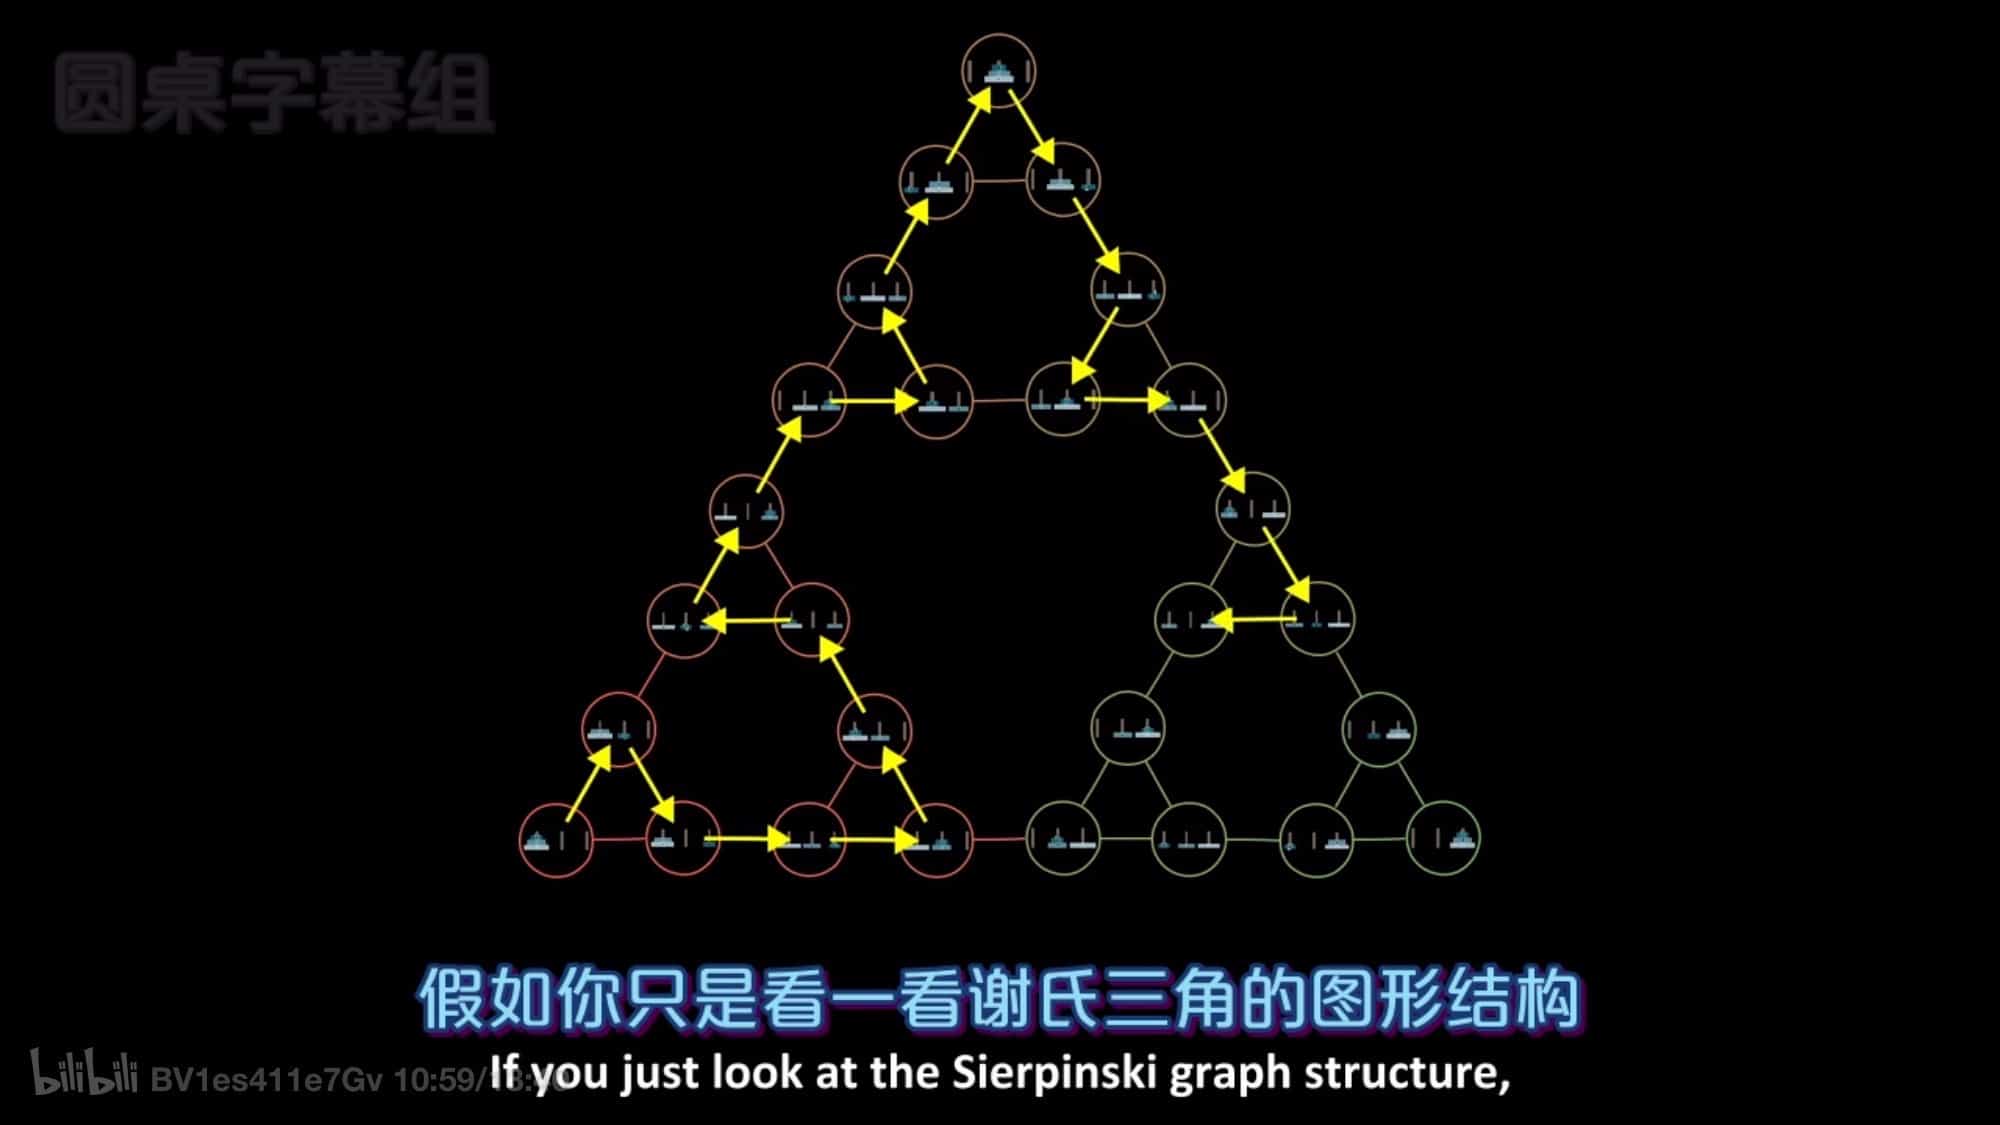 圆桌字幕组
假如你只是看一看谢氏三角的图形结构
If you just look at the Sierpinski graph structure,
bilibili BV1es411e7Gv 10:59/